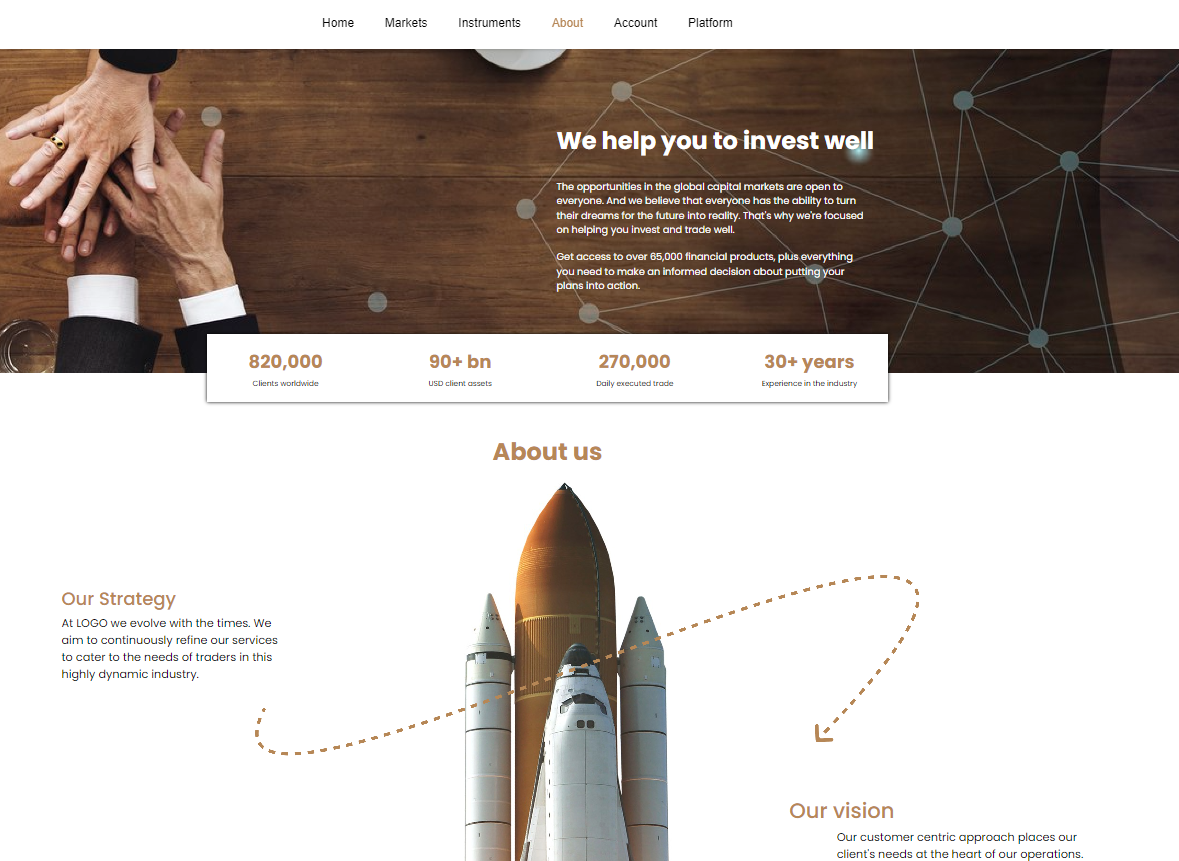 Home Markets Instruments About Account Platform
We help you to invest well
The opportunities in the global capital markets are open to
everyone. And we believe that everyone has the ability to turn
their dreams for the future into reality. That's why we're focused
on helping you invest and trade well.
Get access to over 65,000 financial products, plus everything
you need to make an informed decision about putting your
plans into action.
820,000 90+ bn 270,000 30+ years
Clients worldwide USD client assets Daily executed trade Experience in the industry
About us
Our Strategy
At LOGO we evolve with the times. We
aim to continuously refine our services
to cater to the needs of traders in this
highly dynamic industry.
Our vision
Our customer centric approach places our
client's needs at the heart of our operations.